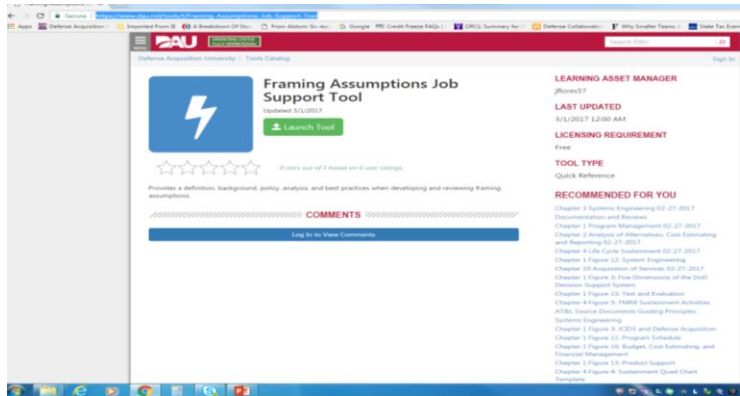 Secure https://www.dau.mil/tools/t/Framing-Assumptions-Job-Support-Tool
Apps Defense Acquisition Imported From IE A Breakdown Of Google Credit Freeze FAQs Summary for Defense Collaboratio Why Smaller Teams State Tax Exem
DAU
Search DAU
Defense Acquisition University / Tools Catalog
Sign In
Framing Assumptions Job
Support Tool
Updated 5/1/2017
Launch Tool
0 stars out of 5 based on 0 user ratings.
Provides a definition, background, policy, analysis, and best practices when developing and reviewing framing
assumptions.
COMMENTS
Log In to View Comments
LEARNING ASSET MANAGER
jflores57
LAST UPDATED
5/1/2017 12:00 AM
LICENSING REQUIREMENT
Free
TOOL TYPE
Quick Reference
RECOMMENDED FOR YOU
Chapter 3 Systems Engineering 02-27-2017
Documentation and Reviews
Chapter 1 Program Management 02-27-2017
Chapter 2 Analysis of Alternatives, Cost Estimating
and Reporting 02-27-2017
Chapter 4 Life Cycle Sustainment 02-27-2017
Chapter 1 Figure 12: System Engineering
Chapter 10 Acquisition of Services 02-27-2017
Chapter 1 Figure 2: Five Dimensions of the DoD
Decision Support System
Chapter 1 Figure 15: Test and Evaluation
Chapter 4 Figure 5: TMRR Sustainment Activities
AT&L Source Documents Guiding Principles
Systems Engineering
Chapter 1 Figure 3: JCIDS and Defense Acquisition
Chapter 1 Figure 11: Program Schedule
Chapter 1 Figure 16: Budget, Cost Estimating, and
Financial Management
Chapter 1 Figure 13: Product Support
Chapter 4 Figure 4: Sustainment Quad Chart
Template